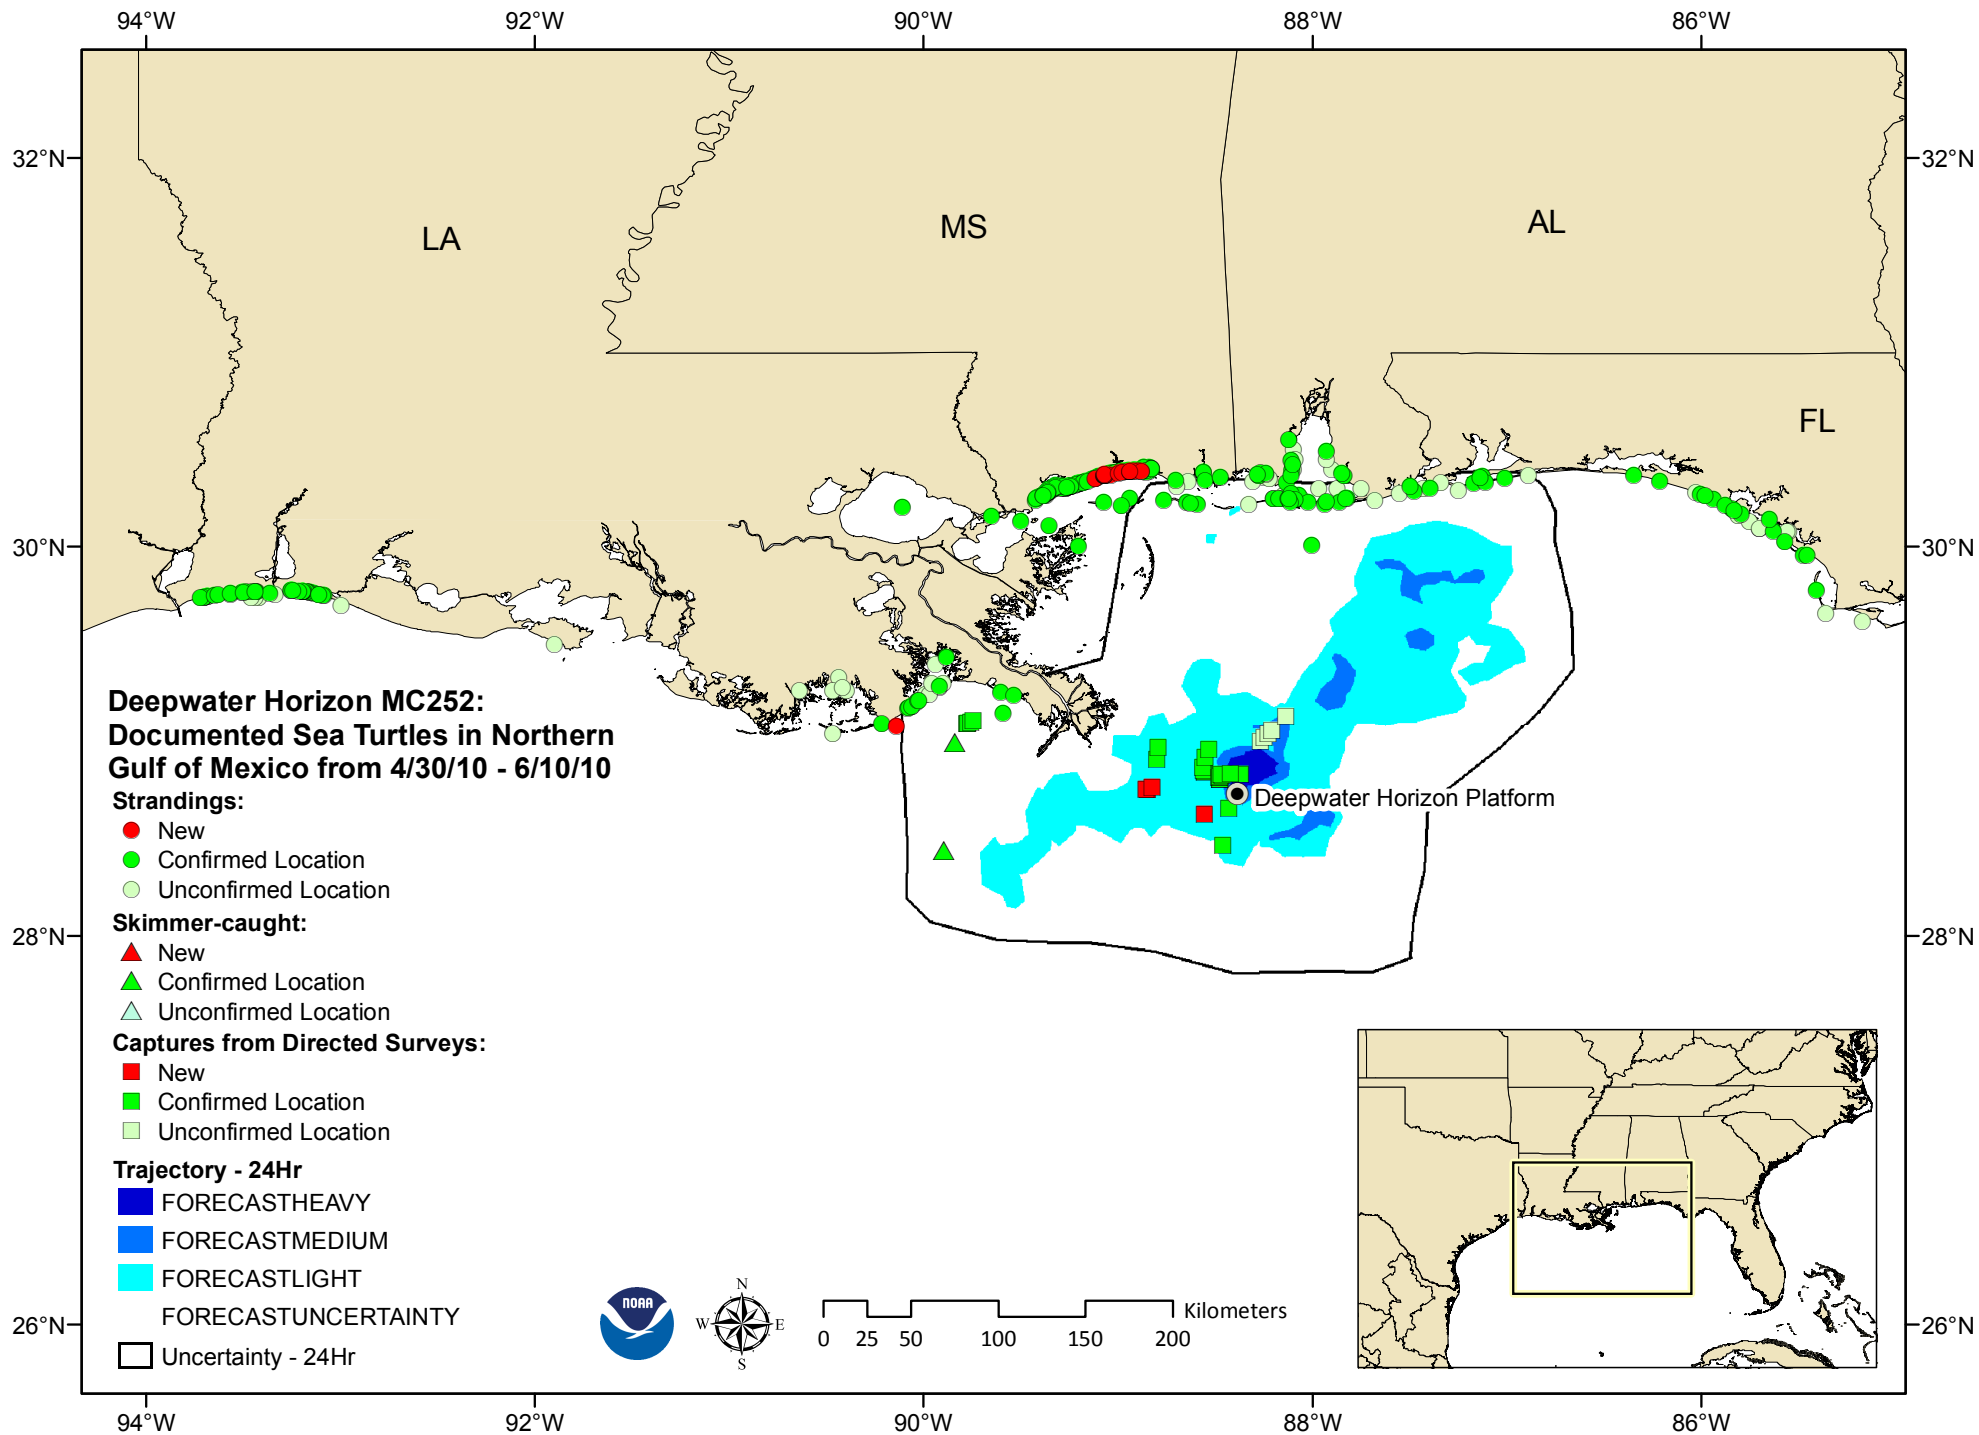 94°W 92°W 90°W 88°W 86°W
32°N 32°N
LA MS AL
FL
30°N 30°N
Deepwater Horizon MC252:
Documented Sea Turtles in Northern
Gulf of Mexico from 4/30/10 - 6/10/10
Strandings:
New
Confirmed Location
Unconfirmed Location
Skimmer-caught:
New
Confirmed Location
Unconfirmed Location
Captures from Directed Surveys:
New
Confirmed Location
Unconfirmed Location
Trajectory - 24Hr
FORECASTHEAVY
FORECASTMEDIUM
FORECASTLIGHT
FORECASTUNCERTAINTY
Uncertainty - 24Hr
Deepwater Horizon Platform
28°N 28°N
NOAA
N
W E
S
Kilometers
0 25 50 100 150 200
26°N 26°N
94°W 92°W 90°W 88°W 86°W